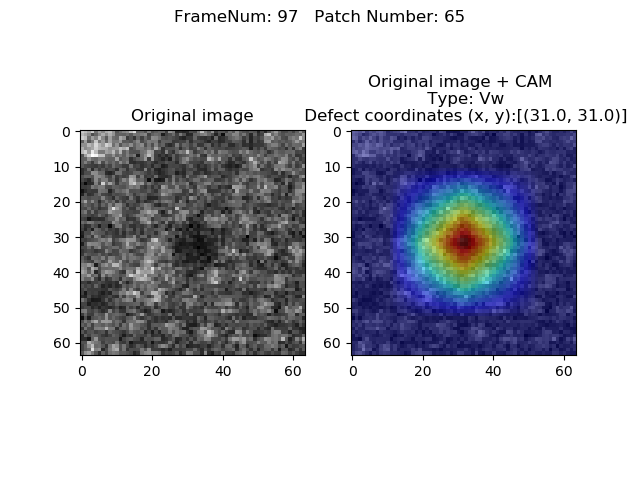 FrameNum: 97   Patch Number: 65
Original image
Original image + CAM
Type: Vw
Defect coordinates (x, y):[(31.0, 31.0)]
0
10
20
30
40
50
60
0 20 40 60
0
10
20
30
40
50
60
0 20 40 60